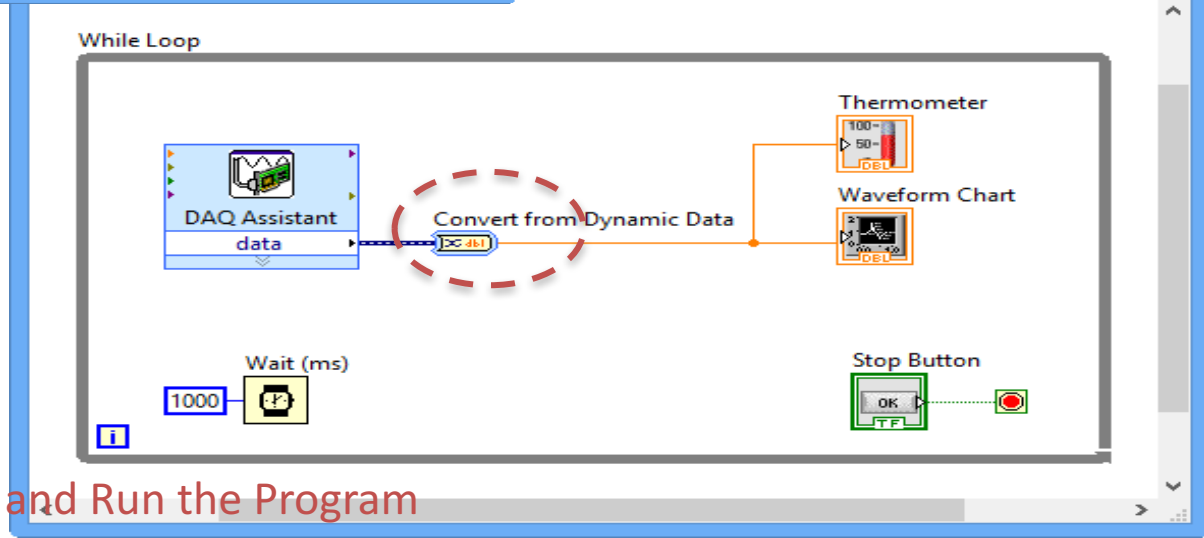 While Loop
Thermometer
100
50
DBL
DAQ Assistant
data
Convert from Dynamic Data
dbl
Waveform Chart
DBL
Wait (ms)
1000
Stop Button
OK
TF
i
and Run the Program